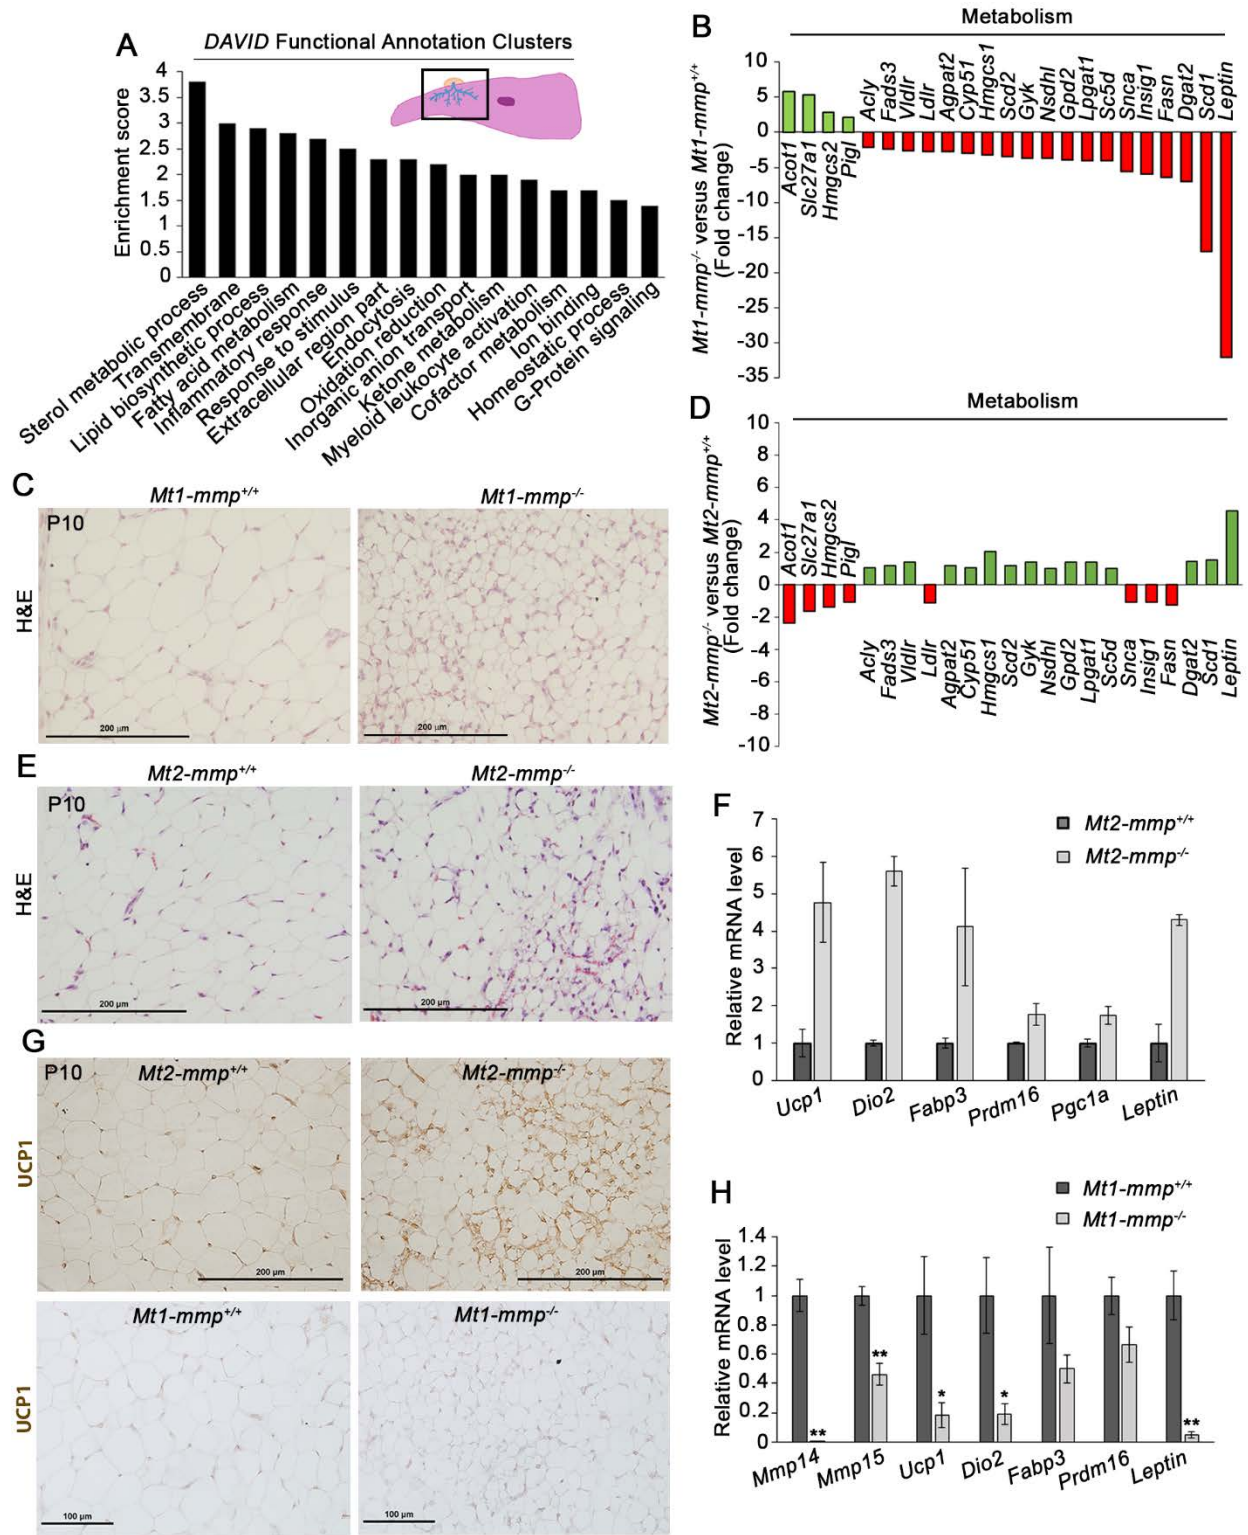 A
DAVID Functional Annotation Clusters
Enrichment score
4
3.5
3
2.5
2
1.5
1
0.5
0
Sterol metabolic process
Transmembrane
Lipid biosynthetic process
Fatty acid metabolism
Inflammatory response
Response to stimulus
Extracellular region part
Endocytosis
Oxidation reduction
Inorganic anion transport
Ketone metabolism
Myeloid leukocyte activation
Cofactor metabolism
Ion binding
Homeostatic process
G-Protein signaling
B
Metabolism
Mt1-mmp-/- versus Mt1-mmp+/+
(Fold change)
10
5
0
-5
-10
-15
-20
-25
-30
-35
Acot1
Slc27a1
Hmgcs2
Pigl
Acly
Fads3
Vldlr
Ldlr
Agpat2
Cyp51
Hmgcs1
Scd2
Gyk
Nsdhl
Gpd2
Lpgat1
Sc5d
Snca
Insig1
Fasn
Dgat2
Scd1
Leptin
C
Mt1-mmp+/+
Mt1-mmp-/-
P10
H&E
200 μm
200 μm
D
Metabolism
Mt2-mmp-/- versus Mt2-mmp+/+
(Fold change)
10
8
6
4
2
0
-2
-4
-6
-8
-10
Acot1
Slc27a1
Hmgcs2
Pigl
Acly
Fads3
Vldlr
Ldlr
Agpat2
Cyp51
Hmgcs1
Scd2
Gyk
Nsdhl
Gpd2
Lpgat1
Sc5d
Snca
Insig1
Fasn
Dgat2
Scd1
Leptin
E
Mt2-mmp+/+
Mt2-mmp-/-
P10
H&E
200 μm
200 μm
F
Mt2-mmp+/+
Mt2-mmp-/-
Relative mRNA level
7
6
5
4
3
2
1
0
Ucp1
Dio2
Fabp3
Prdm16
Pgc1a
Leptin
G
P10
Mt2-mmp+/+
Mt2-mmp-/-
UCP1
200 μm
200 μm
Mt1-mmp+/+
Mt1-mmp-/-
UCP1
100 μm
100 μm
H
Mt1-mmp+/+
Mt1-mmp-/-
Relative mRNA level
1.4
1.2
1
0.8
0.6
0.4
0.2
0
**
**
*
*
**
Mmp14
Mmp15
Ucp1
Dio2
Fabp3
Prdm16
Leptin